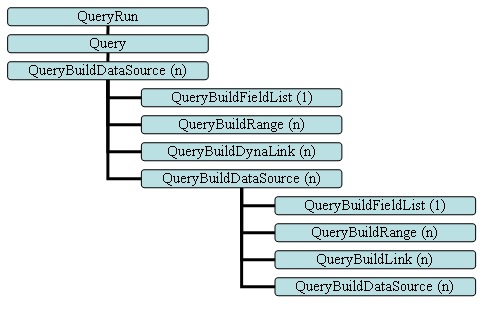 QueryRun
Query
QueryBuildDataSource (n)
QueryBuildFieldList (1)
QueryBuildRange (n)
QueryBuildDynaLink (n)
QueryBuildDataSource (n)
QueryBuildFieldList (1)
QueryBuildRange (n)
QueryBuildLink (n)
QueryBuildDataSource (n)